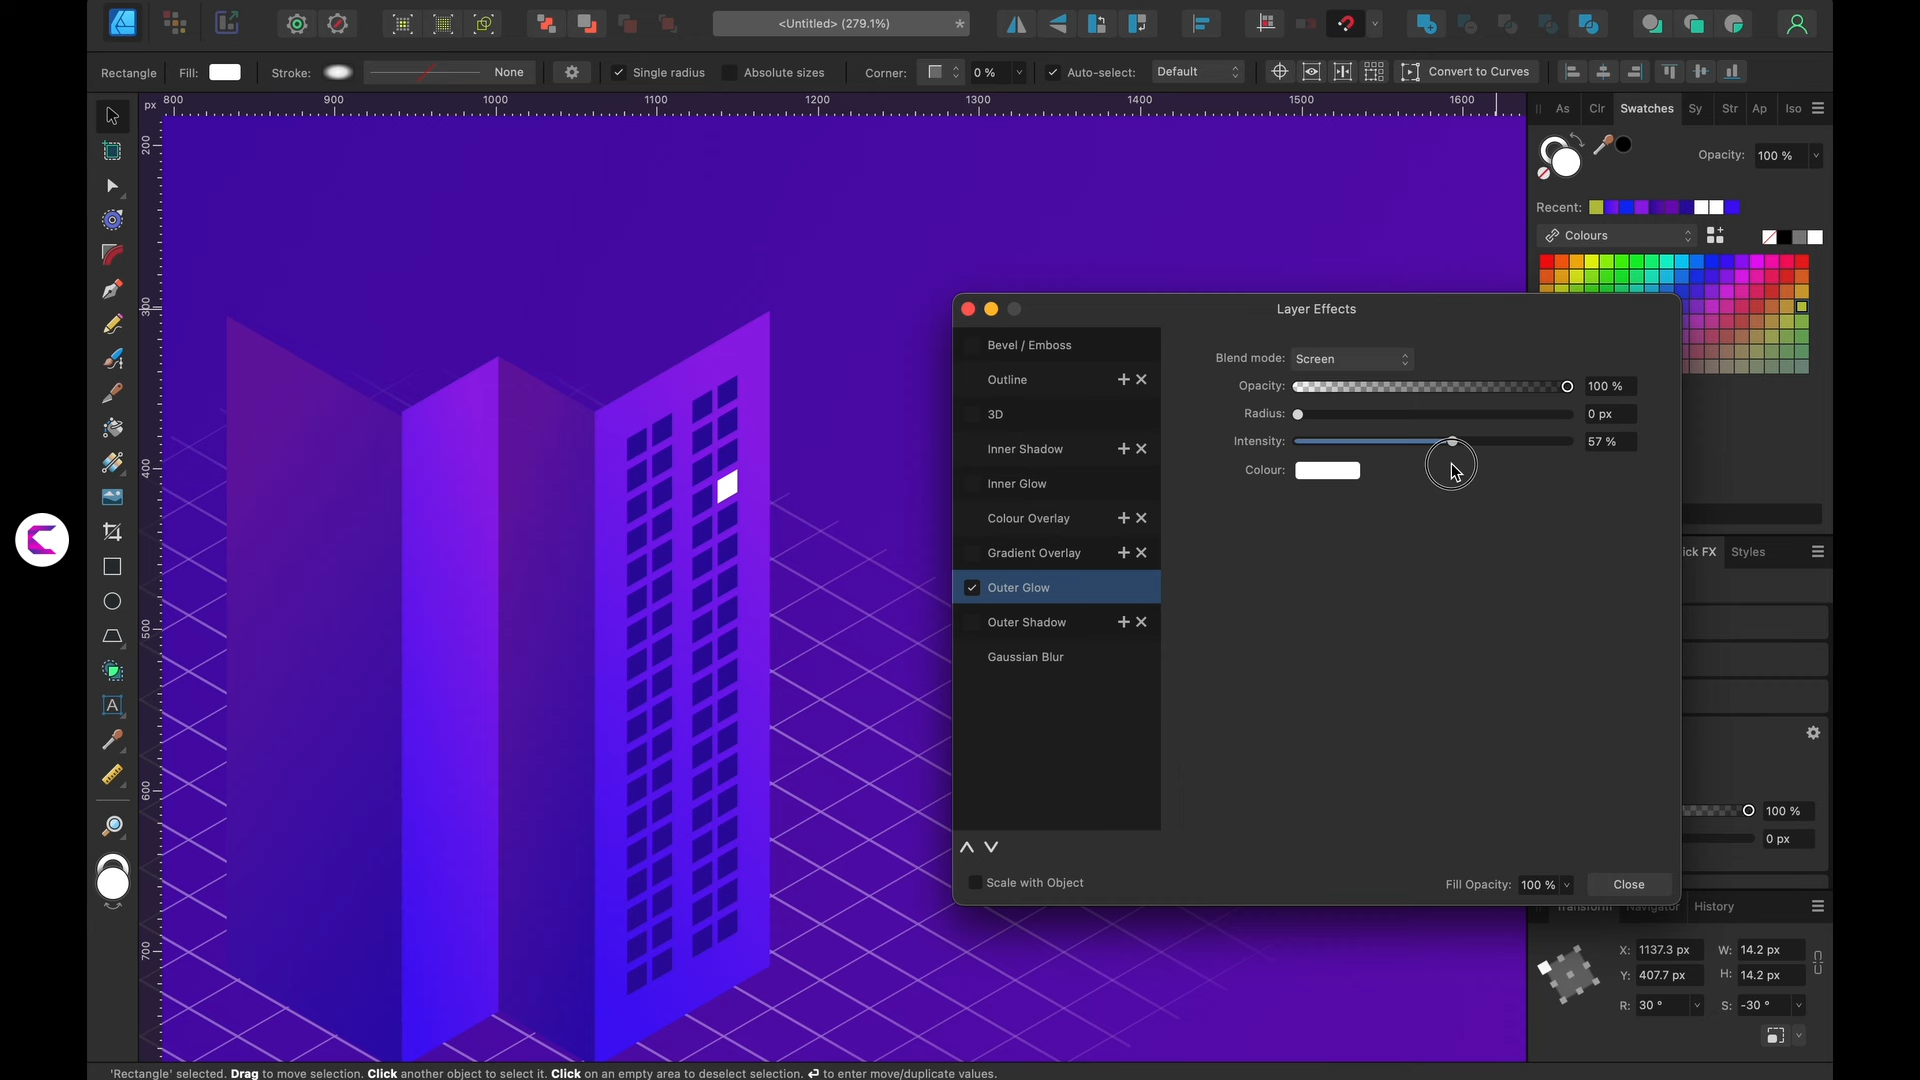 <Untitled> (279.1%)
*
Rectangle
Fill:
Stroke:
None
Single radius
Absolute sizes
Corner:
0 %
Auto-select:
Default
Convert to Curves
px
800
900
1000
1100
1200
1300
1400
1500
1600
200
300
400
500
600
700
As
Clr
Swatches
Sy
Str
Ap
Iso
Opacity:
100 %
Recent:
Colours
Layer Effects
Bevel / Emboss
Outline
3D
Inner Shadow
Inner Glow
Colour Overlay
Gradient Overlay
Outer Glow
Outer Shadow
Gaussian Blur
Blend mode:
Screen
Opacity:
100 %
Radius:
0 px
Intensity:
57 %
Colour:
Scale with Object
Fill Opacity:
100 %
Close
ick FX
Styles
100 %
0 px
Transform
Navigator
History
X:
1137.3 px
W:
14.2 px
Y:
407.7 px
H:
14.2 px
R:
30 °
S:
-30 °
'Rectangle' selected. Drag to move selection. Click another object to select it. Click on an empty area to deselect selection. ⏎ to enter move/duplicate values.